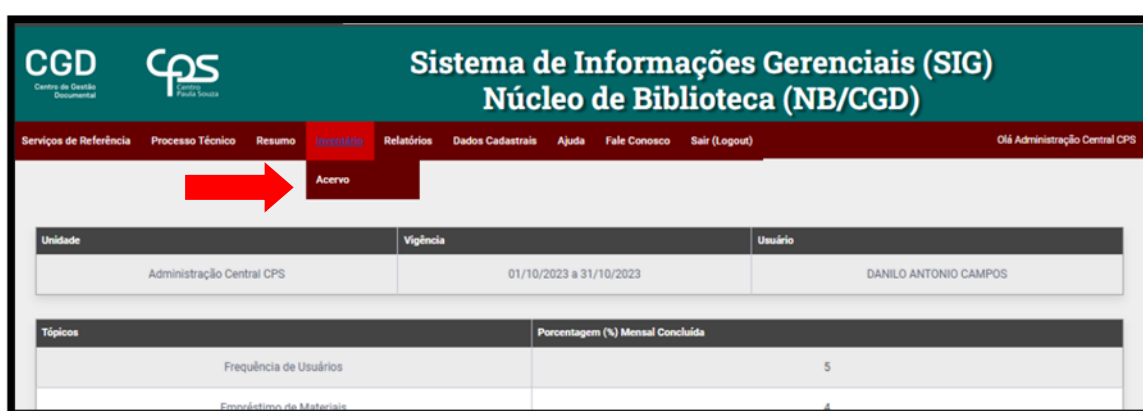 CGD
Centro de Gestão
Documental
CPS
Centro
Paula Souza
Sistema de Informações Gerenciais (SIG)
Núcleo de Biblioteca (NB/CGD)
Serviços de Referência Processo Técnico Resumo Inventário Relatórios Dados Cadastrais Ajuda Fale Conosco Sair (Logout) Olá Administração Central CPS
Acervo
Unidade Vigência Usuário
Administração Central CPS 01/10/2023 a 31/10/2023 DANILO ANTONIO CAMPOS
Tópicos Porcentagem (%) Mensal Concluída
Frequência de Usuários 5
Empréstimo de Materiais 4